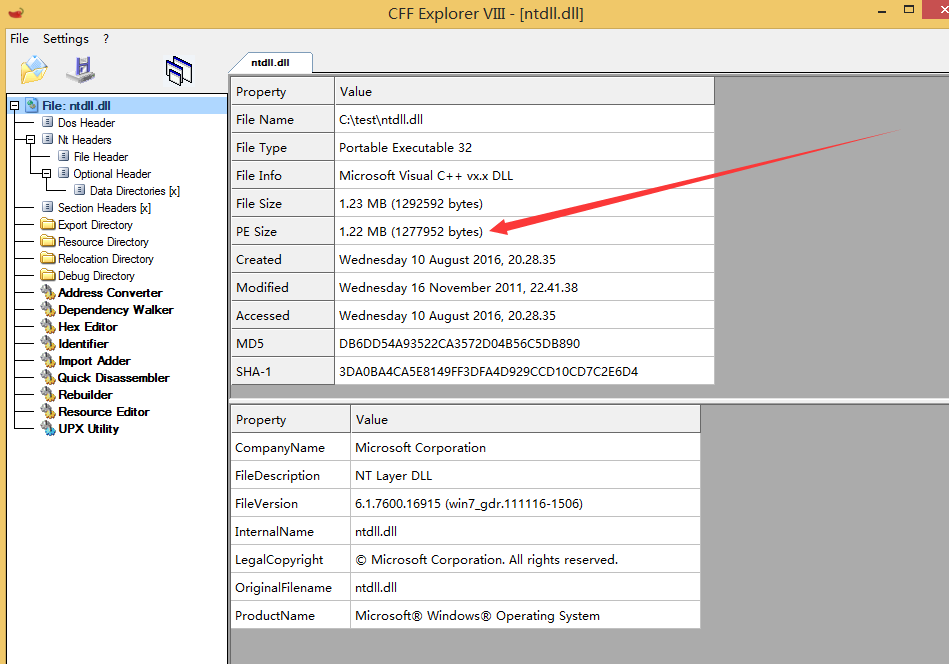 CFF Explorer VIII - [ntdll.dll]
File Settings ?
ntdll.dll
File: ntdll.dll
Dos Header
Nt Headers
File Header
Optional Header
Data Directories [x]
Section Headers [x]
Export Directory
Resource Directory
Relocation Directory
Debug Directory
Address Converter
Dependency Walker
Hex Editor
Identifier
Import Adder
Quick Disassembler
Rebuilder
Resource Editor
UPX Utility
Property Value
File Name C:\test\ntdll.dll
File Type Portable Executable 32
File Info Microsoft Visual C++ vx.x DLL
File Size 1.23 MB (1292592 bytes)
PE Size 1.22 MB (1277952 bytes)
Created Wednesday 10 August 2016, 20.28.35
Modified Wednesday 16 November 2011, 22.41.38
Accessed Wednesday 10 August 2016, 20.28.35
MD5 DB6DD54A93522CA3572D04B56C5DB890
SHA-1 3DA0BA4CA5E8149FF3DFA4D929CCD10CD7C2E6D4
Property Value
CompanyName Microsoft Corporation
FileDescription NT Layer DLL
FileVersion 6.1.7600.16915 (win7_gdr.111116-1506)
InternalName ntdll.dll
LegalCopyright © Microsoft Corporation. All rights reserved.
OriginalFilename ntdll.dll
ProductName Microsoft® Windows® Operating System